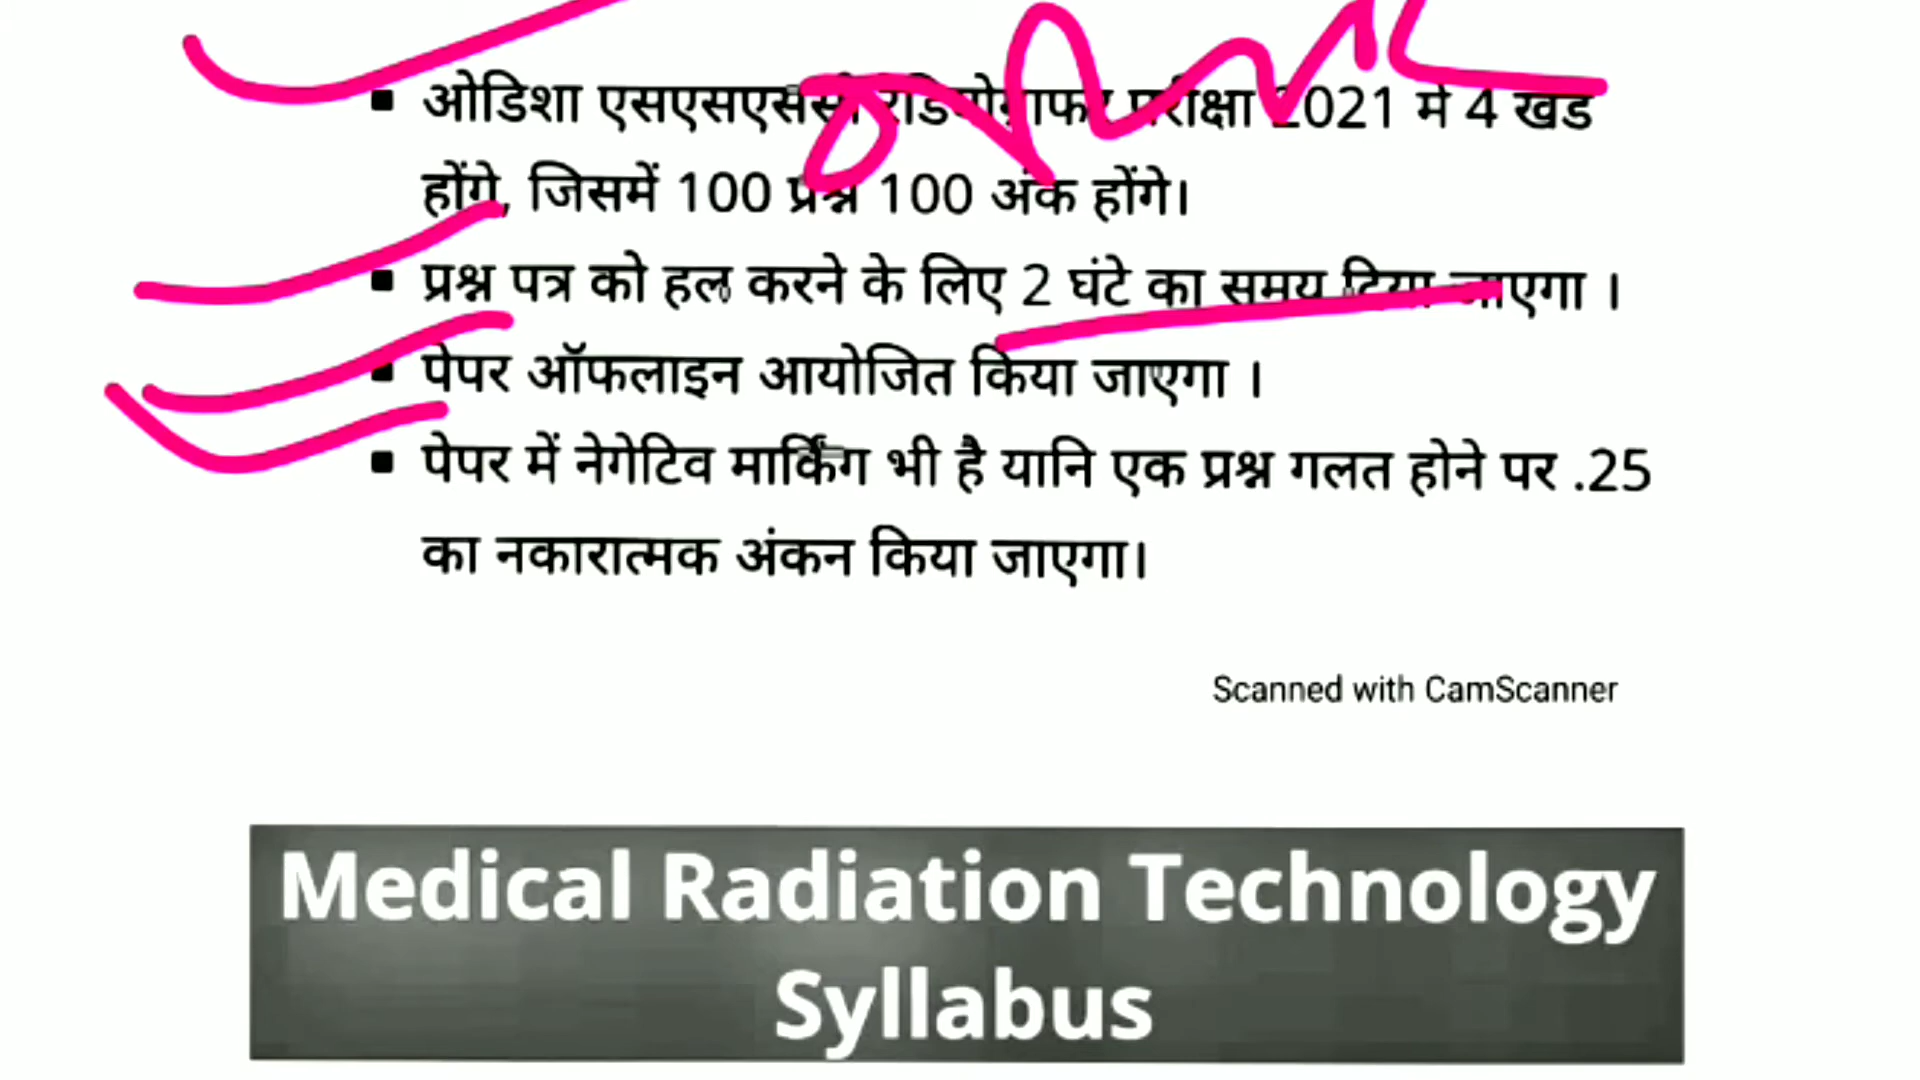 ओडिशा एसएसएससी रेडियोग्राफर परीक्षा 2021 में 4 खंड
होंगे, जिसमें 100 प्रश्न 100 अंक होंगे।
प्रश्न पत्र को हल करने के लिए 2 घंटे का समय दिया जाएगा ।
पेपर ऑफलाइन आयोजित किया जाएगा ।
पेपर में नेगेटिव मार्किंग भी है यानि एक प्रश्न गलत होने पर .25
का नकारात्मक अंकन किया जाएगा।
Scanned with CamScanner
Medical Radiation Technology
Syllabus